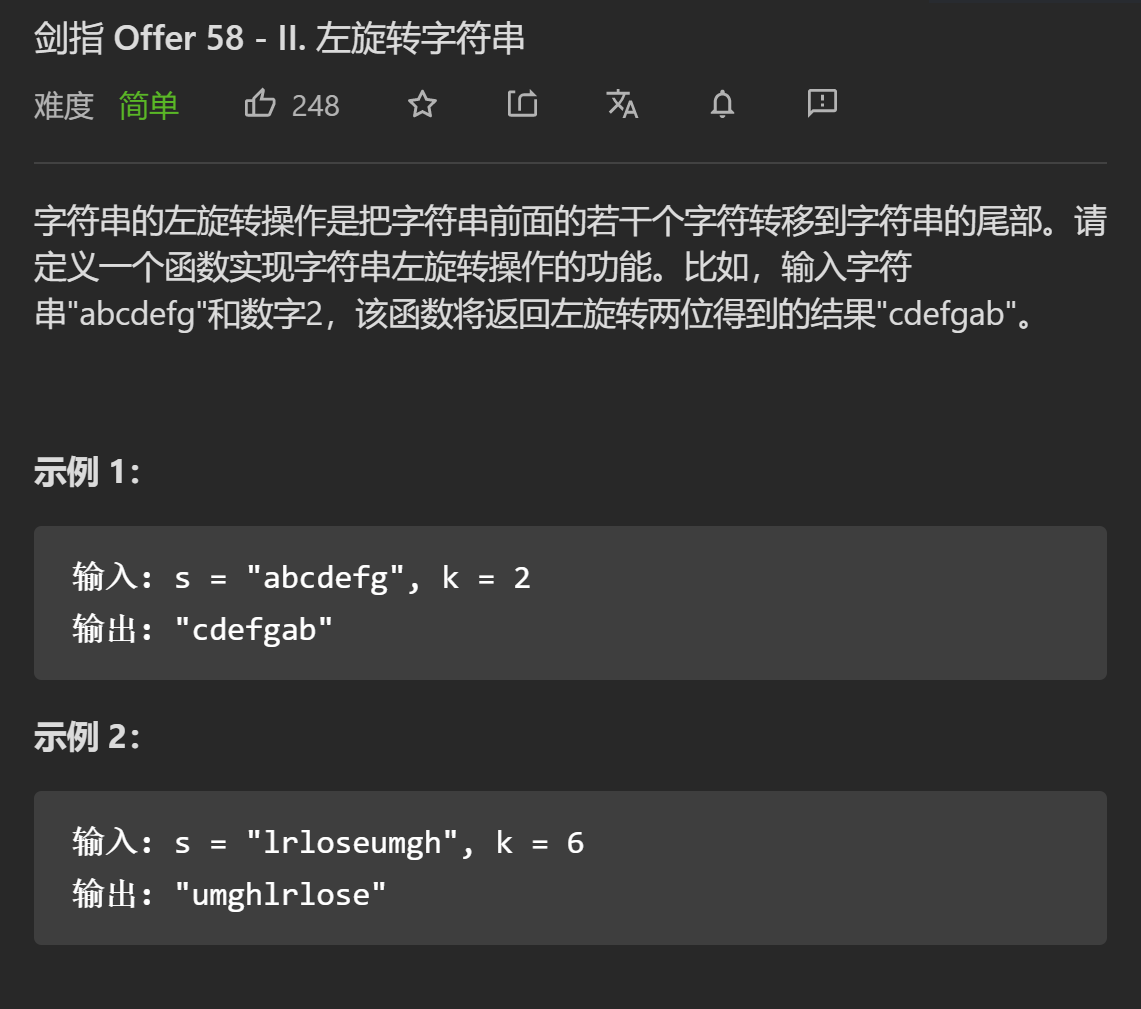 剑指 Offer 58 - II. 左旋转字符串
难度 简单 248
字符串的左旋转操作是把字符串前面的若干个字符转移到字符串的尾部。请
定义一个函数实现字符串左旋转操作的功能。比如，输入字符
串"abcdefg"和数字2，该函数将返回左旋转两位得到的结果"cdefgab"。
示例 1：
输入: s = "abcdefg", k = 2
输出: "cdefgab"
示例 2：
输入: s = "lrloseumgh", k = 6
输出: "umghlrlose"